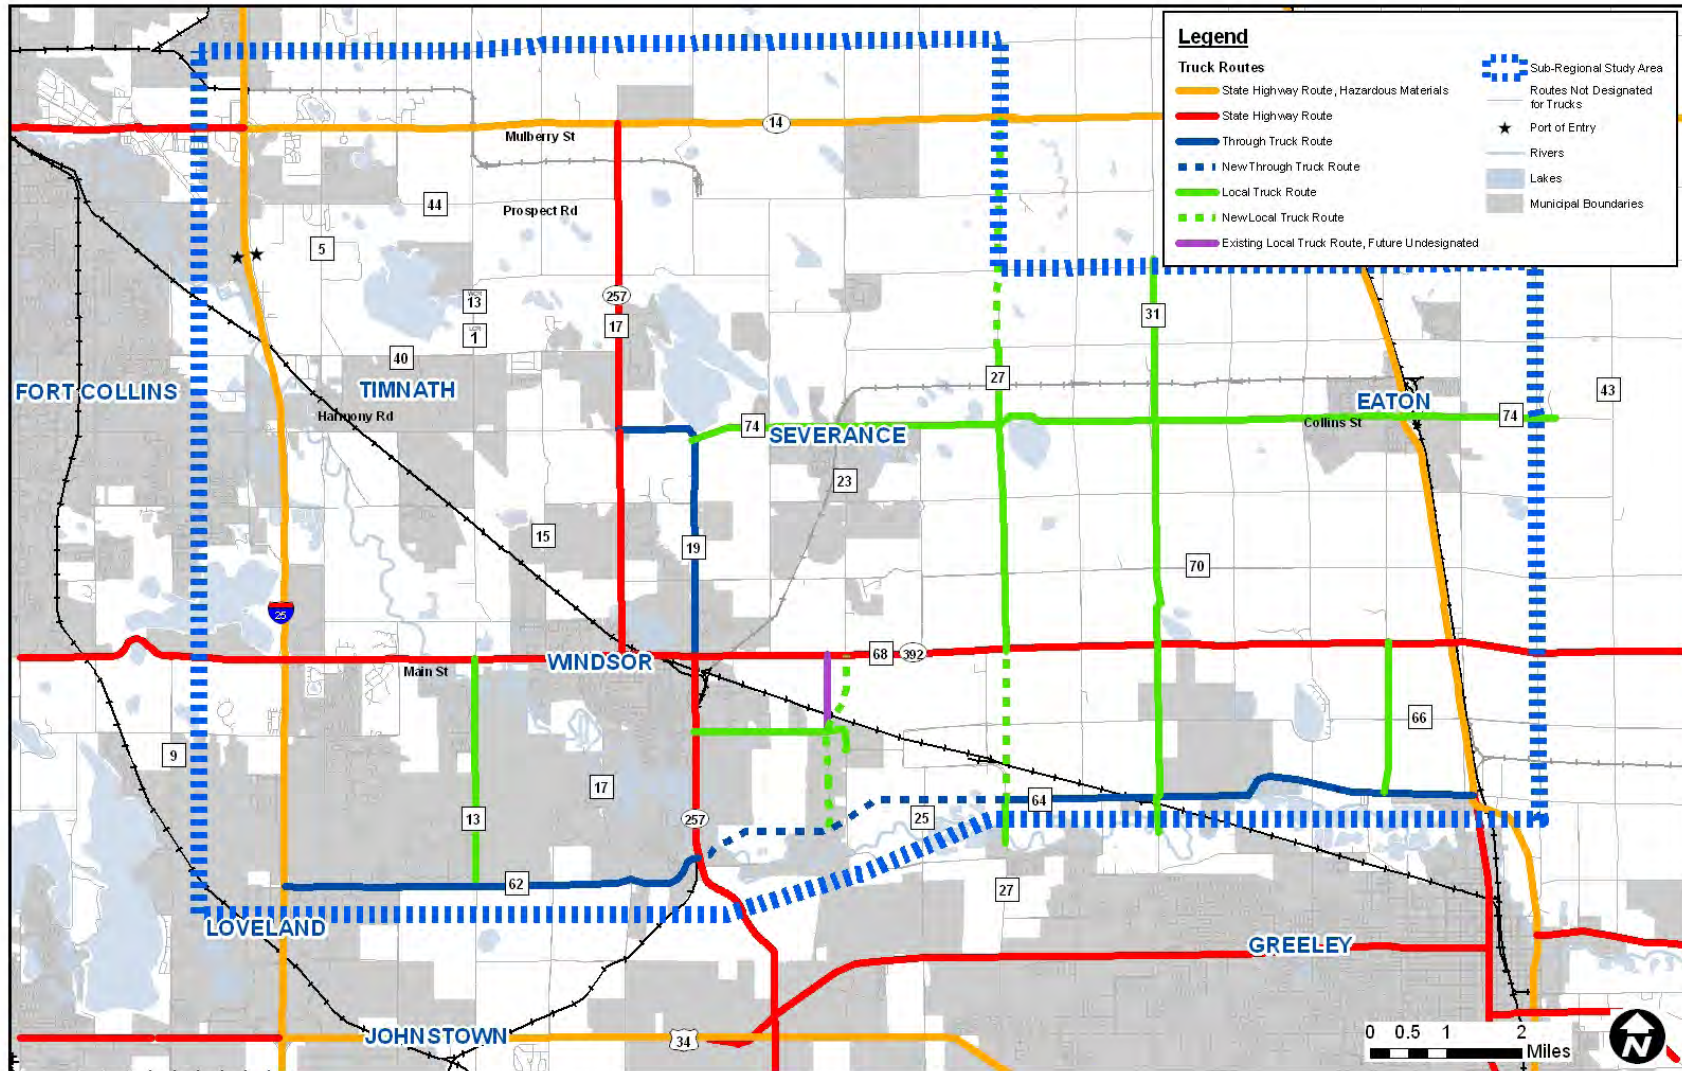 Legend
Truck Routes
State Highway Route, Hazardous Materials
State Highway Route
Through Truck Route
New Through Truck Route
Local Truck Route
New Local Truck Route
Existing Local Truck Route, Future Undesignated
Sub-Regional Study Area
Routes Not Designated
for Trucks
Port of Entry
Rivers
Lakes
Municipal Boundaries
14
Mulberry St
44
Prospect Rd
5
WCR
13
257
17
31
LCR
1
40
27
FORT COLLINS
TIMNATH
EATON
43
Harmony Rd
74
SEVERANCE
Collins St
74
23
15
19
70
25
68
392
WINDSOR
Main St
66
9
17
64
13
257
25
62
27
LOVELAND
GREELEY
JOHNSTOWN
34
0 0.5 1 2
Miles
N